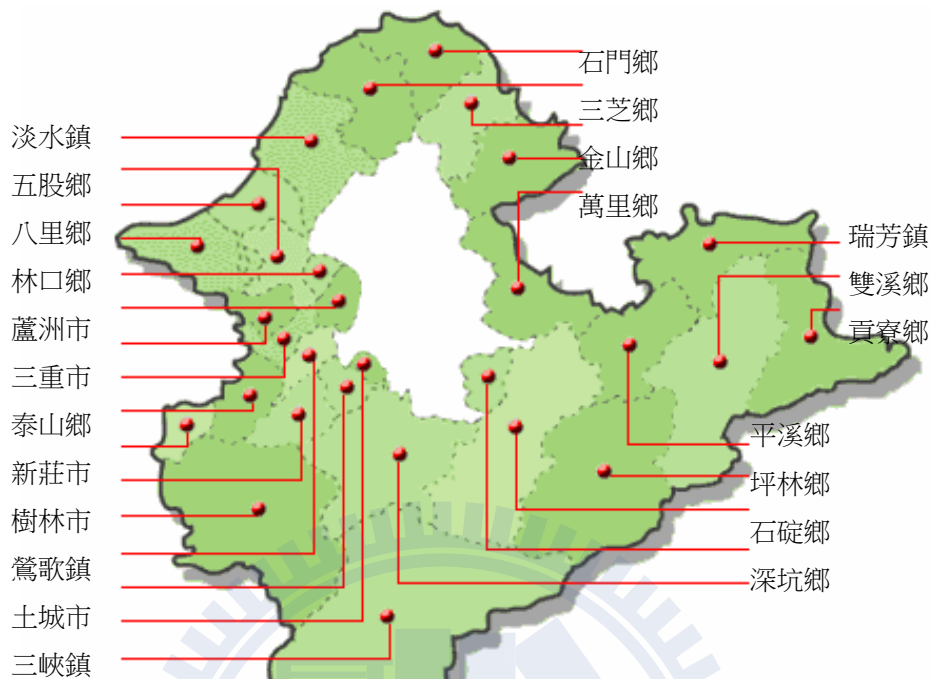 石門鄉
三芝鄉
金山鄉
萬里鄉
淡水鎮
五股鄉
八里鄉
林口鄉
蘆洲市
三重市
泰山鄉
新莊市
樹林市
鶯歌鎮
土城市
三峽鎮
瑞芳鎮
雙溪鄉
貢寮鄉
平溪鄉
坪林鄉
石碇鄉
深坑鄉